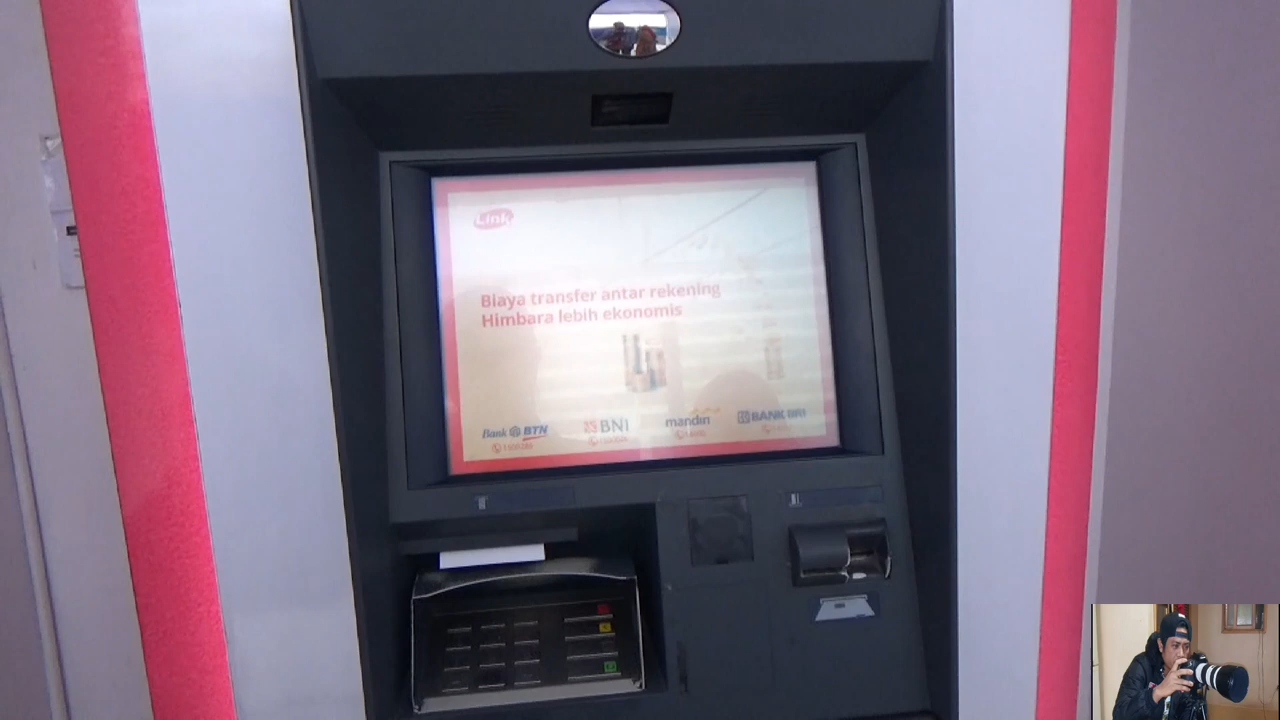 Link
Biaya transfer antar rekening
Himbara lebih ekonomis
Bank BTN
BNI
mandiri
BANK BRI